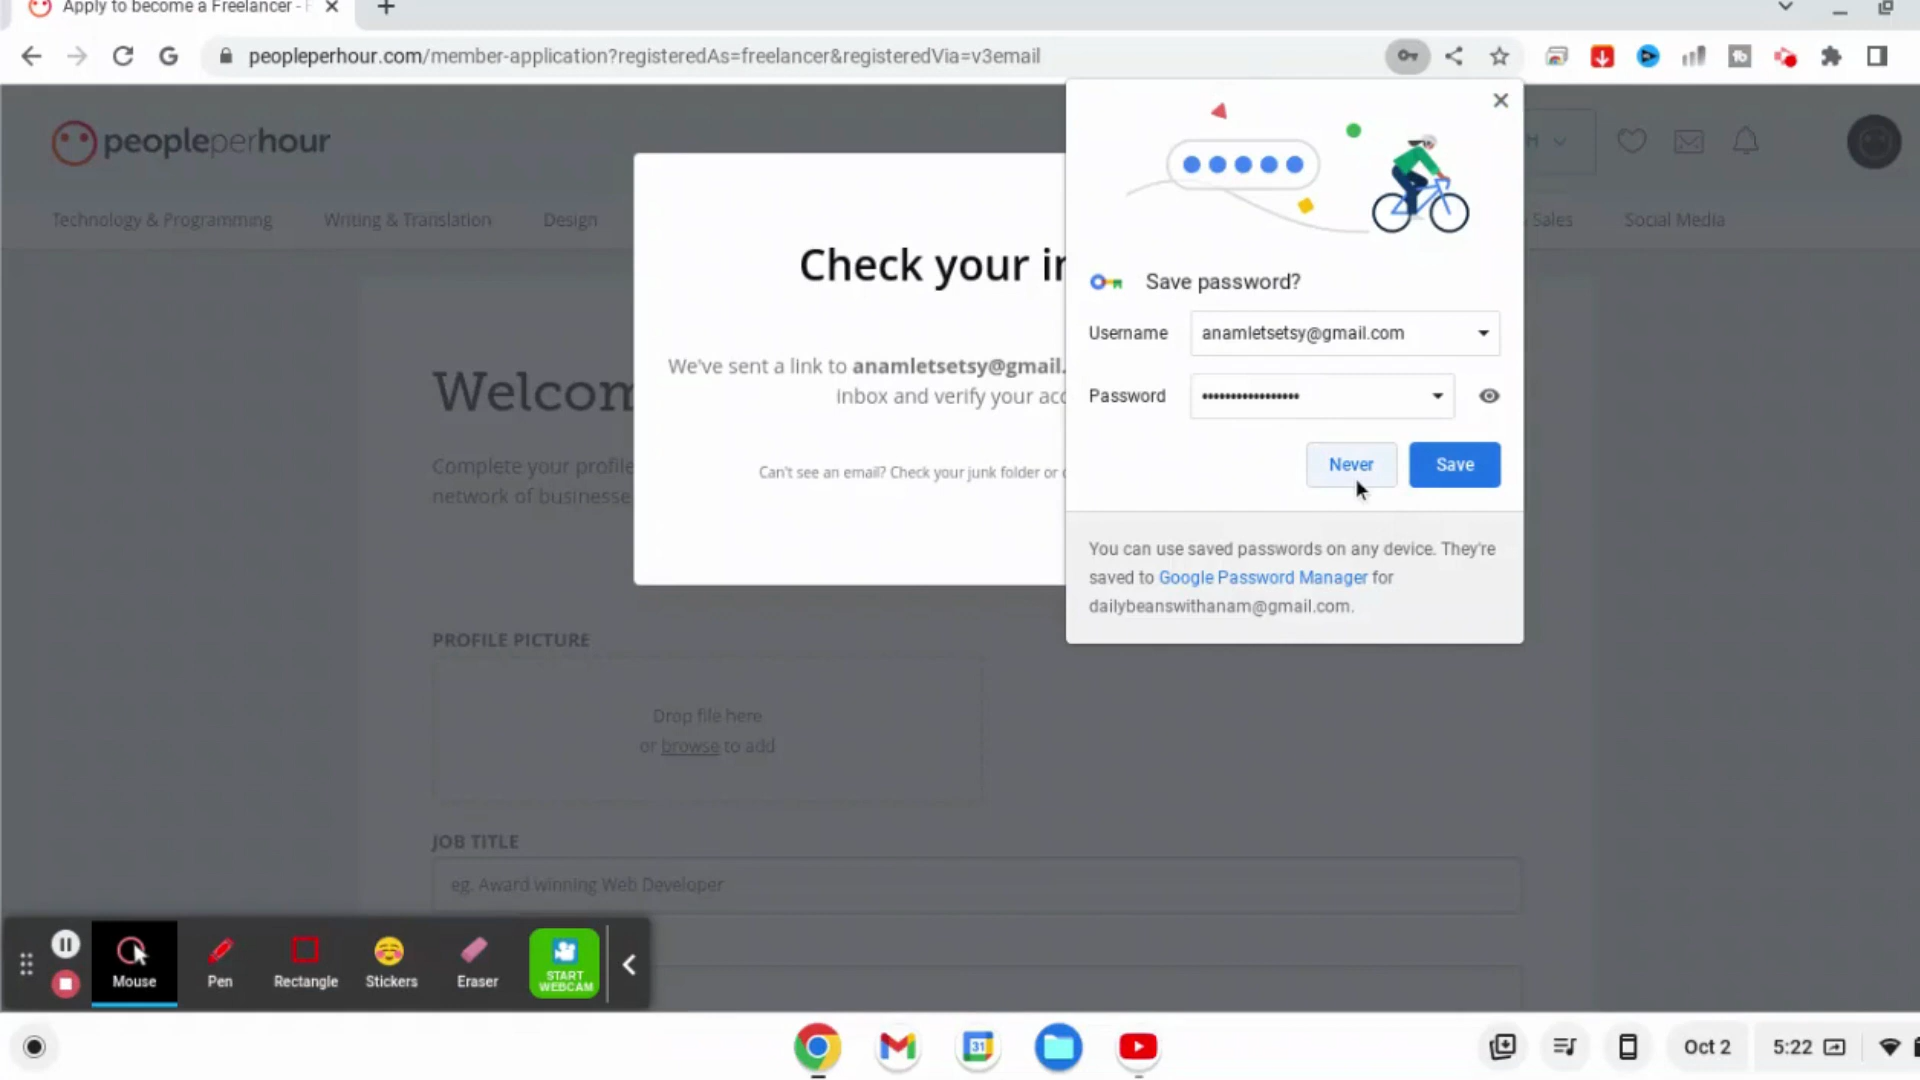 Apply to become a Freelancer -
peopleperhour.com/member-application?registeredAs=freelancer&registeredVia=v3email
peopleperhour
H
Technology & Programming
Writing & Translation
Design
Sales
Social Media
Check your in
We've sent a link to anamletsetsy@gmail.
inbox and verify your acc
Can't see an email? Check your junk folder or
Save password?
Username
anamletsetsy@gmail.com
Password
•••••••••••••••••
Never
Save
You can use saved passwords on any device. They're
saved to Google Password Manager for
dailybeanswithanam@gmail.com.
Welcom
Complete your profile
network of businesse
PROFILE PICTURE
Drop file here
or browse to add
JOB TITLE
eg. Award winning Web Developer
Mouse
Pen
Rectangle
Stickers
Eraser
START
WEBCAM
31
Oct 2
5:22